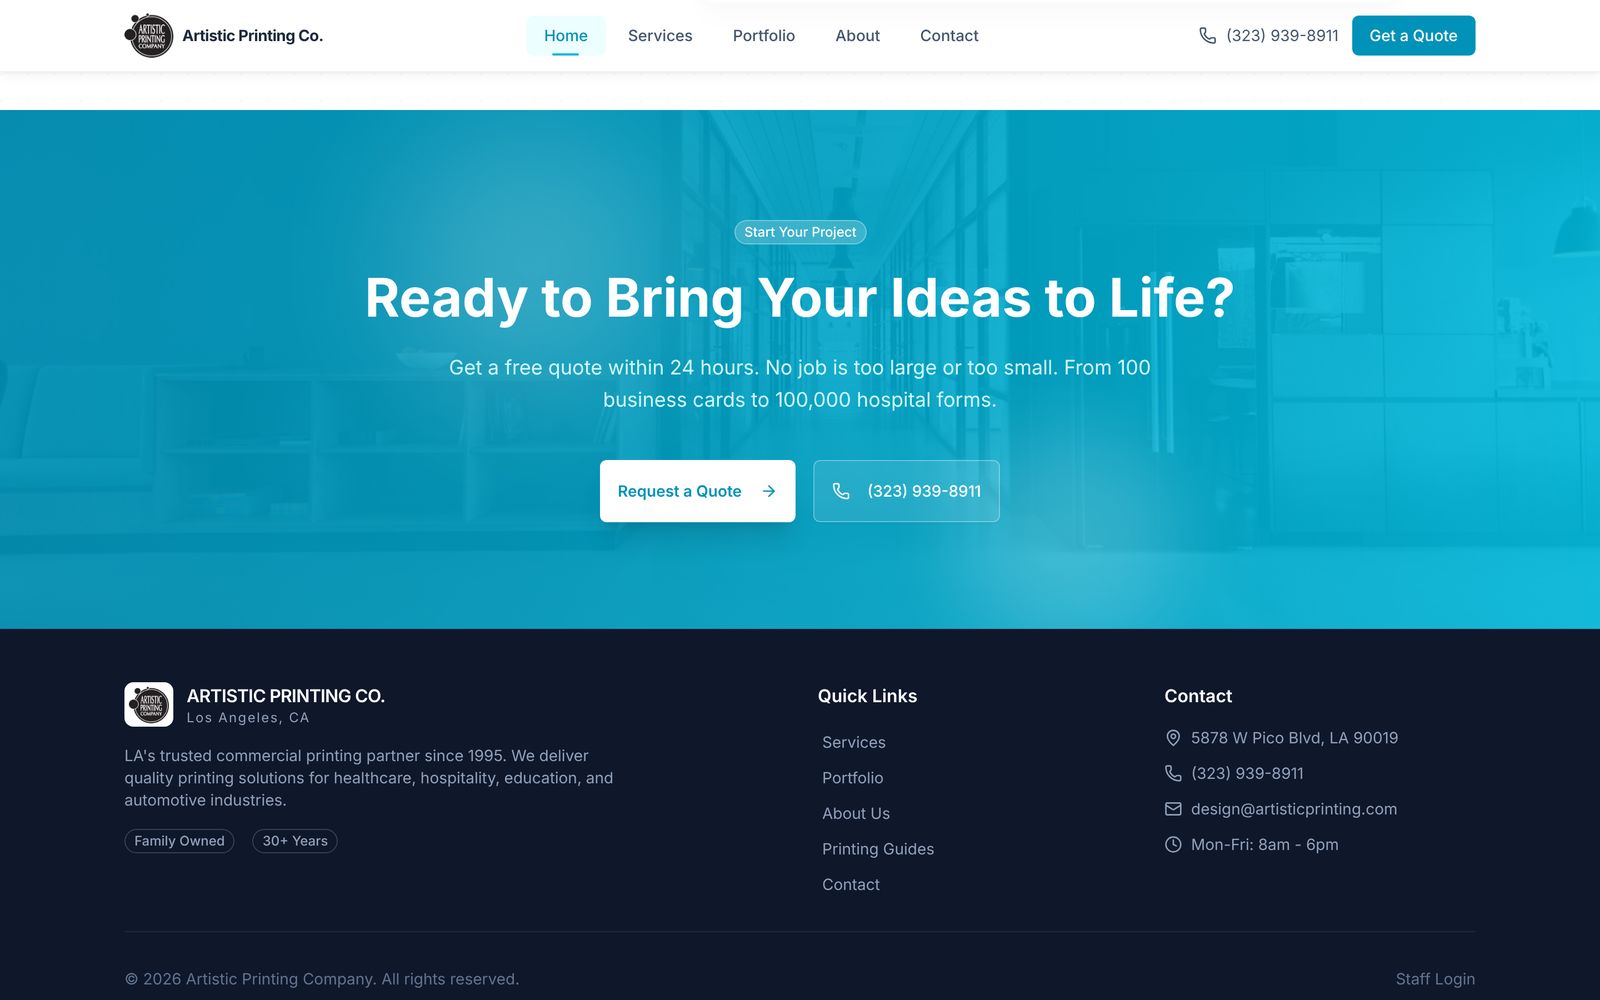 ARTISTIC
PRINTING
COMPANY
Artistic Printing Co.
Home
Services
Portfolio
About
Contact
(323) 939-8911
Get a Quote
Start Your Project
Ready to Bring Your Ideas to Life?
Get a free quote within 24 hours. No job is too large or too small. From 100
business cards to 100,000 hospital forms.
Request a Quote
(323) 939-8911
ARTISTIC
PRINTING
COMPANY
ARTISTIC PRINTING CO.
Los Angeles, CA
LA's trusted commercial printing partner since 1995. We deliver
quality printing solutions for healthcare, hospitality, education, and
automotive industries.
Family Owned
30+ Years
Quick Links
Services
Portfolio
About Us
Printing Guides
Contact
Contact
5878 W Pico Blvd, LA 90019
(323) 939-8911
design@artisticprinting.com
Mon-Fri: 8am - 6pm
© 2026 Artistic Printing Company. All rights reserved.
Staff Login